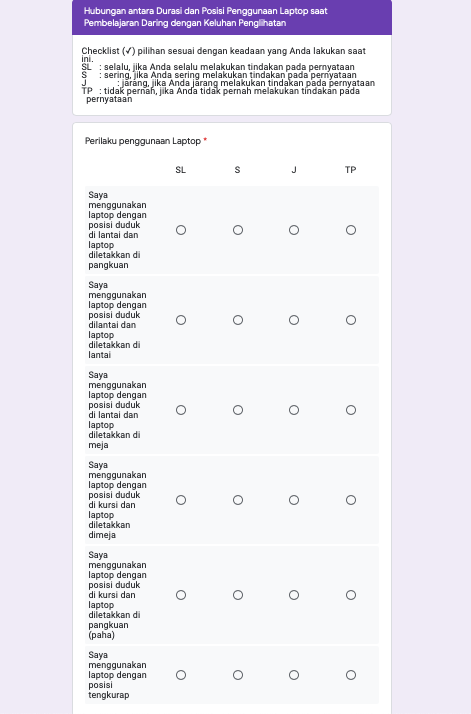 Hubungan antara Durasi dan Posisi Penggunaan Laptop saat
Pembelajaran Daring dengan Keluhan Penglihatan
Checklist (✓) pilihan sesuai dengan keadaan yang Anda lakukan saat
ini.
SL : selalu, jika Anda selalu melakukan tindakan pada pernyataan
S : sering, jika Anda sering melakukan tindakan pada pernyataan
J : jarang, jika Anda jarang melakukan tindakan pada pernyataan
TP : tidak pernah, jika Anda tidak pernah melakukan tindakan pada
pernyataan
Perilaku penggunaan Laptop *
SL S J TP
Saya
menggunakan
laptop dengan
posisi duduk
di lantai dan
laptop
diletakkan di
pangkuan
Saya
menggunakan
laptop dengan
posisi duduk
dilantai dan
laptop
diletakkan di
lantai
Saya
menggunakan
laptop dengan
posisi duduk
di lantai dan
laptop
diletakkan di
meja
Saya
menggunakan
laptop dengan
posisi duduk
di kursi dan
laptop
diletakkan
dimeja
Saya
menggunakan
laptop dengan
posisi duduk
di kursi dan
laptop
diletakkan di
pangkuan
(paha)
Saya
menggunakan
laptop dengan
posisi
tengkurap